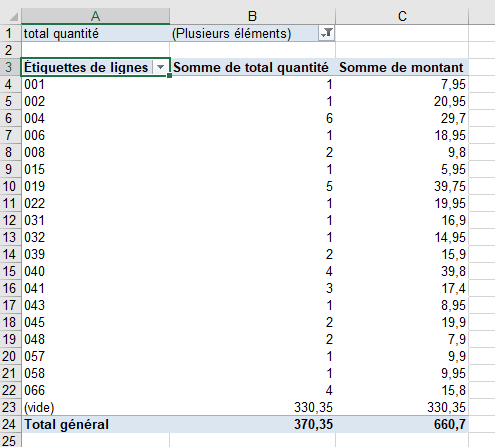 A B C
1 total quantité (Plusieurs éléments)
2
3 Étiquettes de lignes Somme de total quantité Somme de montant
4 001 1 7,95
5 002 1 20,95
6 004 6 29,7
7 006 1 18,95
8 008 2 9,8
9 015 1 5,95
10 019 5 39,75
11 022 1 19,95
12 031 1 16,9
13 032 1 14,95
14 039 2 15,9
15 040 4 39,8
16 041 3 17,4
17 043 1 8,95
18 045 2 19,9
19 048 2 7,9
20 057 1 9,9
21 058 1 9,95
22 066 4 15,8
23 (vide) 330,35 330,35
24 Total général 370,35 660,7
25